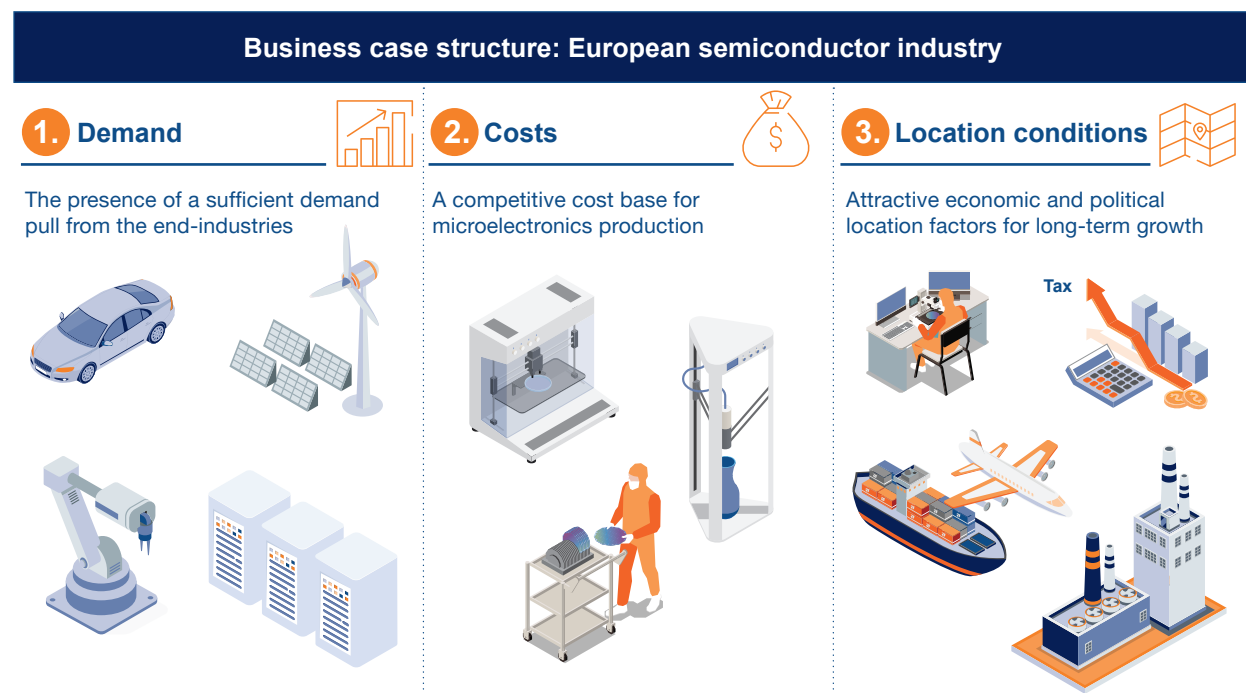 Business case structure: European semiconductor industry
1. Demand
The presence of a sufficient demand
pull from the end-industries
2. Costs
$
A competitive cost base for
microelectronics production
3. Location conditions
Attractive economic and political
location factors for long-term growth
Tax